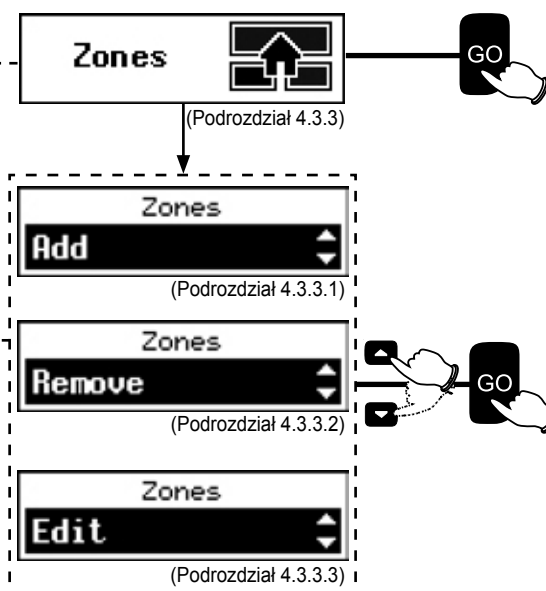 Zones
GO
(Podrozdział 4.3.3)
Zones
Add
(Podrozdział 4.3.3.1)
Zones
Remove
GO
(Podrozdział 4.3.3.2)
Zones
Edit
(Podrozdział 4.3.3.3)